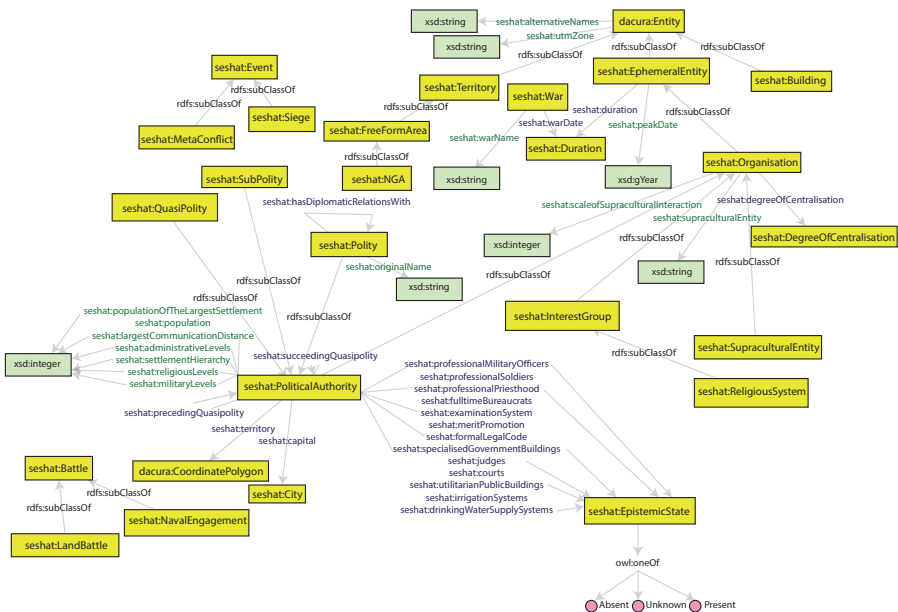 xsd:string
seshat:alternativeNames
dacura:Entity
seshat:utmZone
xsd:string
rdfs:subClassOf
rdfs:subClassOf
rdfs:subClassOf
seshat:Event
seshat:EphemeralEntity
seshat:Building
rdfs:subClassOf
seshat:Territory
seshat:War
rdfs:subClassOf
rdfs:subClassOf
seshat:duration
seshat:Siege
rdfs:subClassOf
seshat:warDate
seshat:peakDate
rdfs:subClassOf
seshat:MetaConflict
seshat:FreeFormArea
seshat:warName
seshat:Duration
rdfs:subClassOf
seshat:Organisation
seshat:SubPolity
seshat:NGA
xsd:string
xsd:gYear
seshat:QuasiPolity
seshat:hasDiplomaticRelationsWith
seshat:scaleofSupraculturalInteraction
seshat:degreeOfCentralisation
seshat:supraculturalEntity
seshat:Polity
xsd:integer
rdfs:subClassOf
seshat:DegreeOfCentralisation
seshat:originalName
rdfs:subClassOf
xsd:string
rdfs:subClassOf
xsd:string
rdfs:subClassOf
seshat:populationOfTheLargestSettlement
rdfs:subClassOf
seshat:InterestGroup
seshat:population
seshat:largestCommunicationDistance
seshat:administrativeLevels
seshat:succeedingQuasipolity
rdfs:subClassOf
seshat:SupraculturalEntity
xsd:integer
seshat:settlementHierarchy
seshat:religiousLevels
seshat:militaryLevels
seshat:PoliticalAuthority
seshat:professionalMilitaryOfficers
seshat:professionalSoldiers
seshat:professionalPriesthood
seshat:ReligiousSystem
seshat:fulltimeBureaucrats
seshat:precedingQuasipolity
seshat:examinationSystem
seshat:territory
seshat:meritPromotion
seshat:capital
seshat:formalLegalCode
seshat:specialisedGovernmentBuildings
seshat:judges
seshat:Battle
dacura:CoordinatePolygon
seshat:courts
seshat:utilitarianPublicBuildings
rdfs:subClassOf
seshat:City
seshat:irrigationSystems
rdfs:subClassOf
seshat:drinkingWaterSupplySystems
seshat:EpistemicState
seshat:NavalEngagement
seshat:LandBattle
owl:oneOf
Absent
Unknown
Present